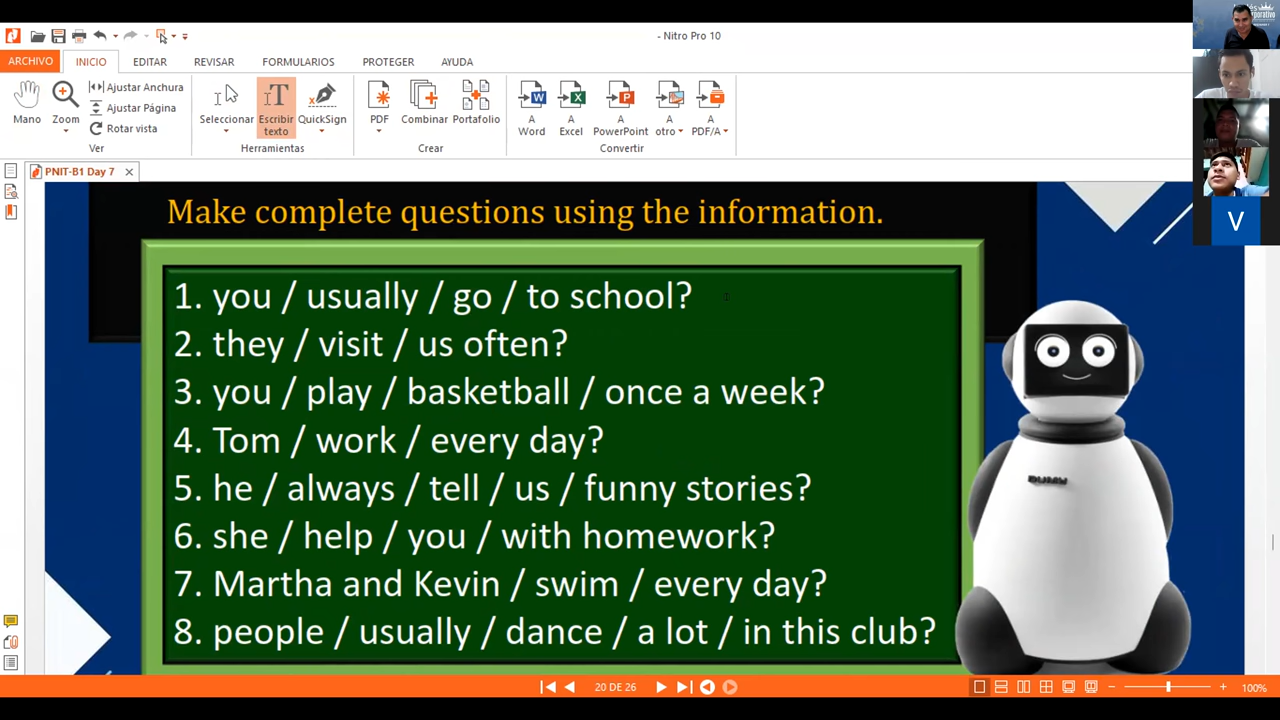 - Nitro Pro 10
ARCHIVO INICIO EDITAR REVISAR FORMULARIOS PROTEGER AYUDA
Mano
Zoom
Ajustar Anchura
Ajustar Página
Rotar vista
Ver
Seleccionar
Escribir texto
QuickSign
Herramientas
PDF
Combinar
Portafolio
Crear
A Word
A Excel
A PowerPoint
A otro
A PDF/A
Convertir
PNIT-B1 Day 7
Make complete questions using the information.
1. you / usually / go / to school?
2. they / visit / us often?
3. you / play / basketball / once a week?
4. Tom / work / every day?
5. he / always / tell / us / funny stories?
6. she / help / you / with homework?
7. Martha and Kevin / swim / every day?
8. people / usually / dance / a lot / in this club?
V
20 DE 26
100%